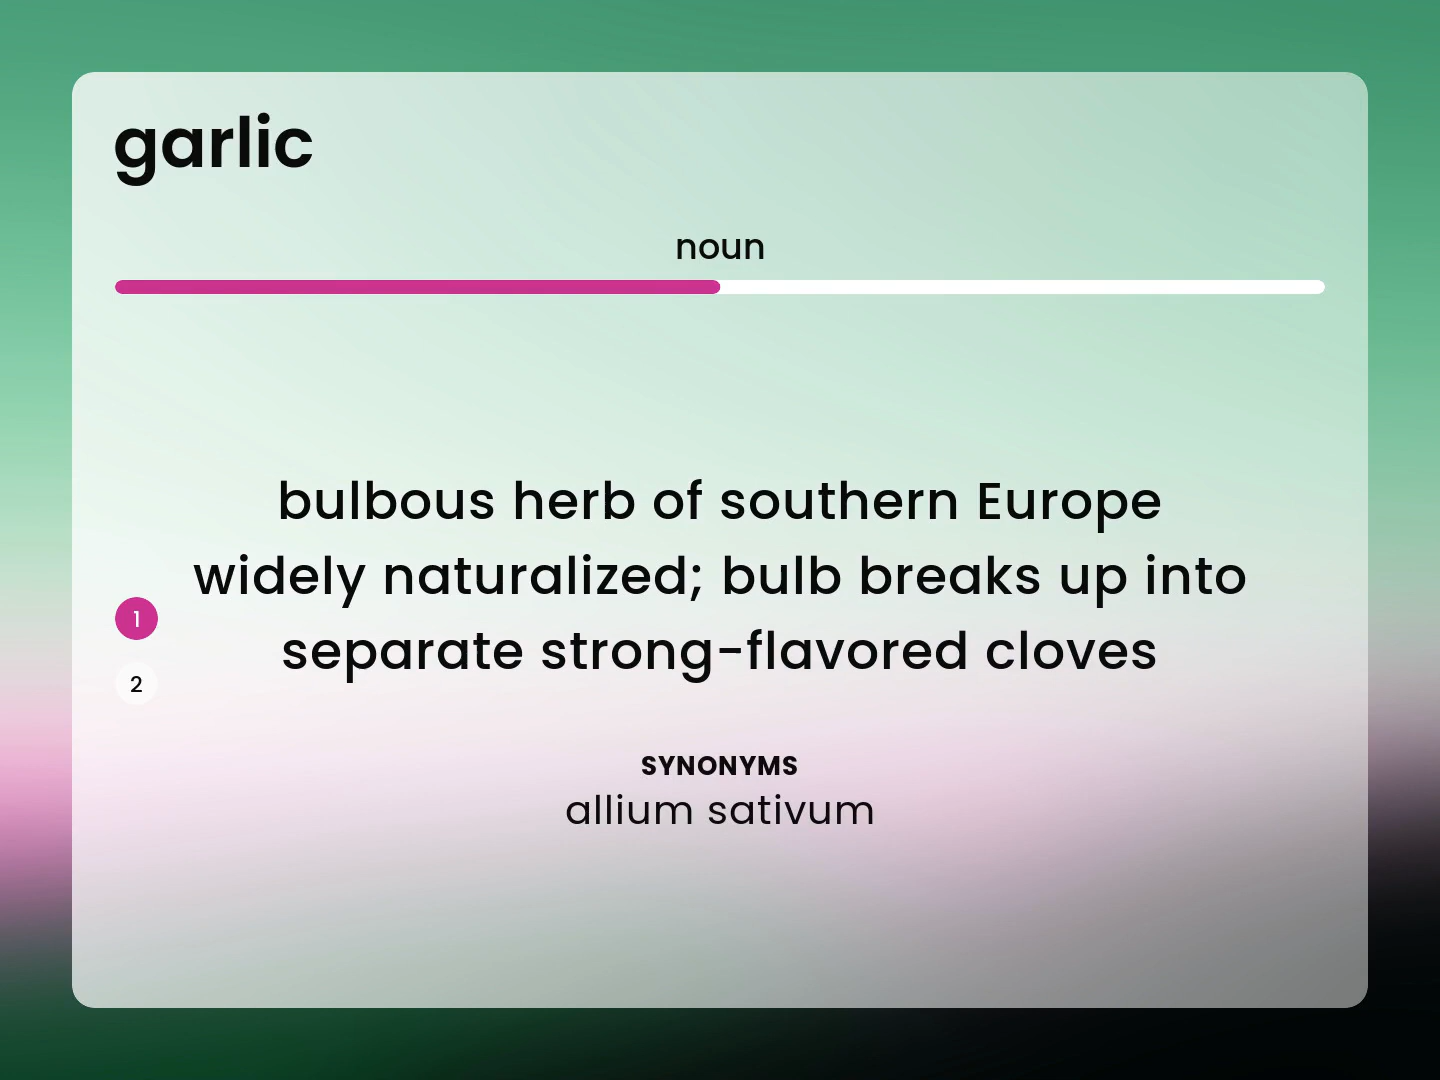 garlic
noun
bulbous herb of southern Europe
widely naturalized; bulb breaks up into
separate strong-flavored cloves
1
2
SYNONYMS
allium sativum